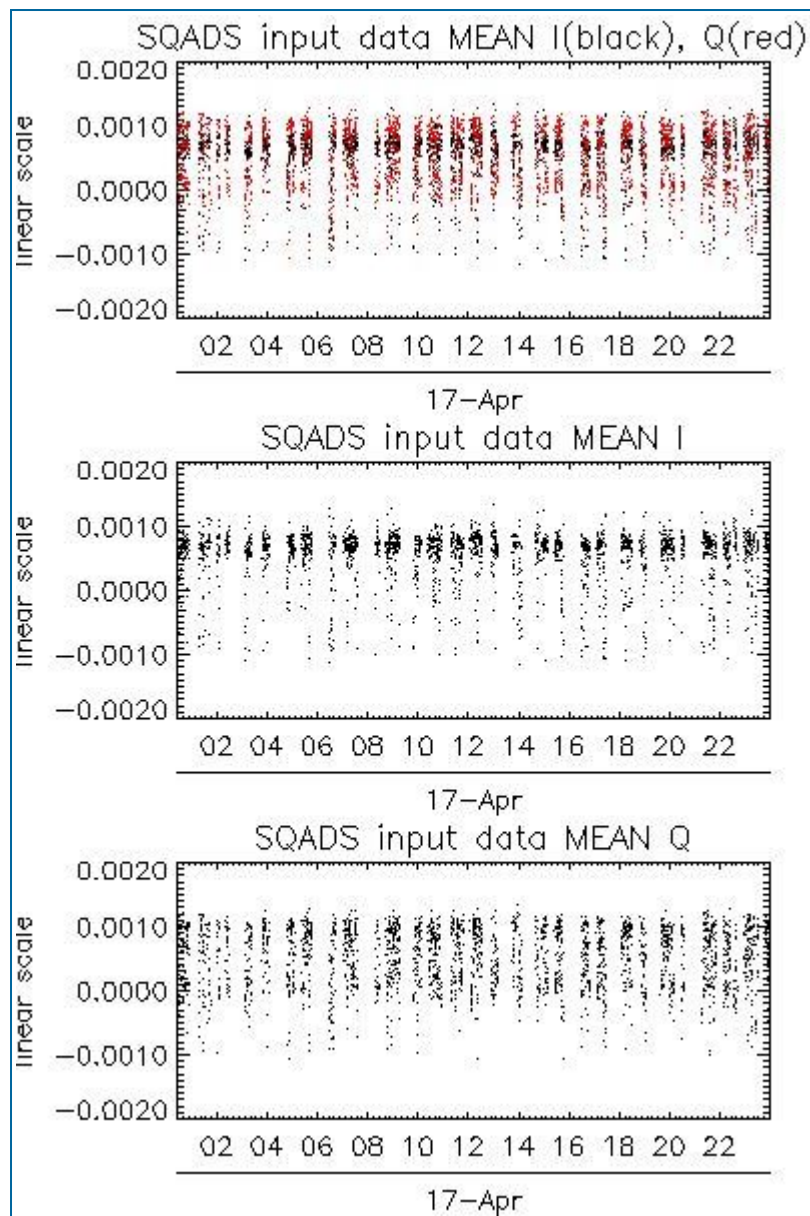 SQADS input data MEAN I(black), Q(red)
0.0020
0.0010
0.0000
-0.0010
-0.0020
linear scale
02 04 06 08 10 12 14 16 18 20 22
17-Apr
SQADS input data MEAN I
0.0020
0.0010
0.0000
-0.0010
-0.0020
linear scale
02 04 06 08 10 12 14 16 18 20 22
17-Apr
SQADS input data MEAN Q
0.0020
0.0010
0.0000
-0.0010
-0.0020
linear scale
02 04 06 08 10 12 14 16 18 20 22
17-Apr